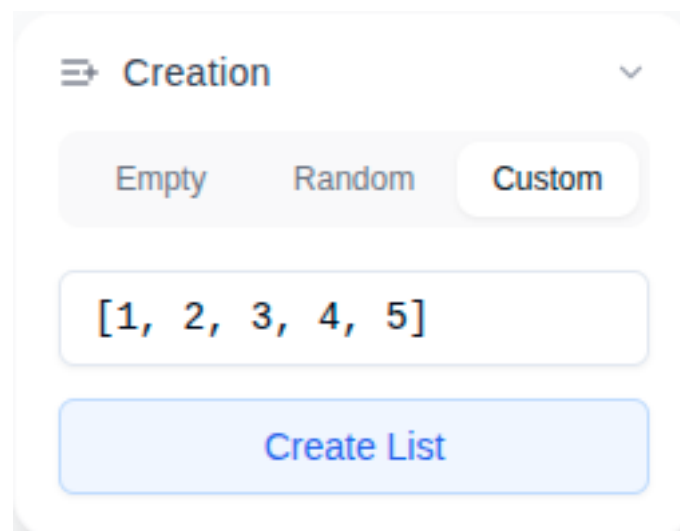 Creation
Empty Random Custom
[1, 2, 3, 4, 5]
Create List